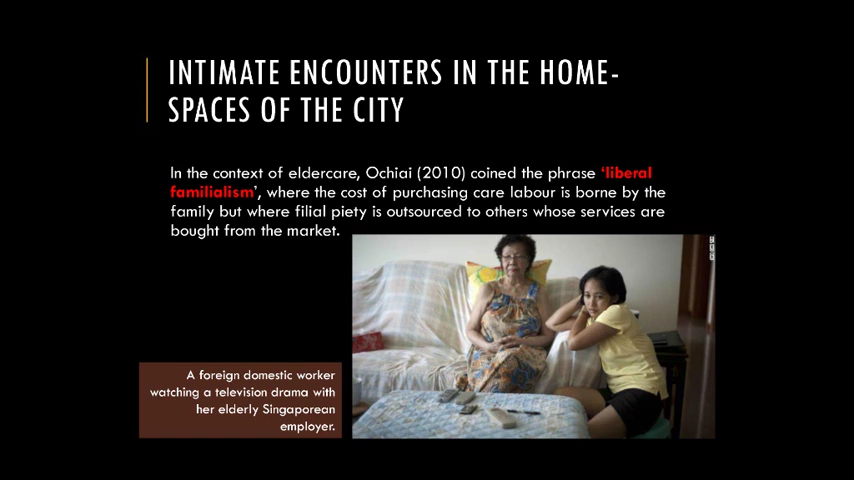 INTIMATE ENCOUNTERS IN THE HOME-
SPACES OF THE CITY
In the context of eldercare, Ochiai (2010) coined the phrase ‘liberal
familialism’, where the cost of purchasing care labour is borne by the
family but where filial piety is outsourced to others whose services are
bought from the market.
A foreign domestic worker
watching a television drama with
her elderly Singaporean
employer.